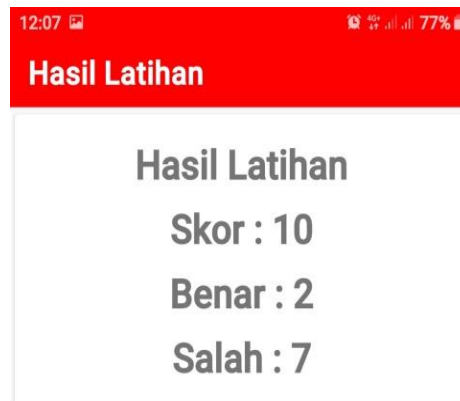 12:07 77%
Hasil Latihan
Hasil Latihan
Skor : 10
Benar : 2
Salah : 7